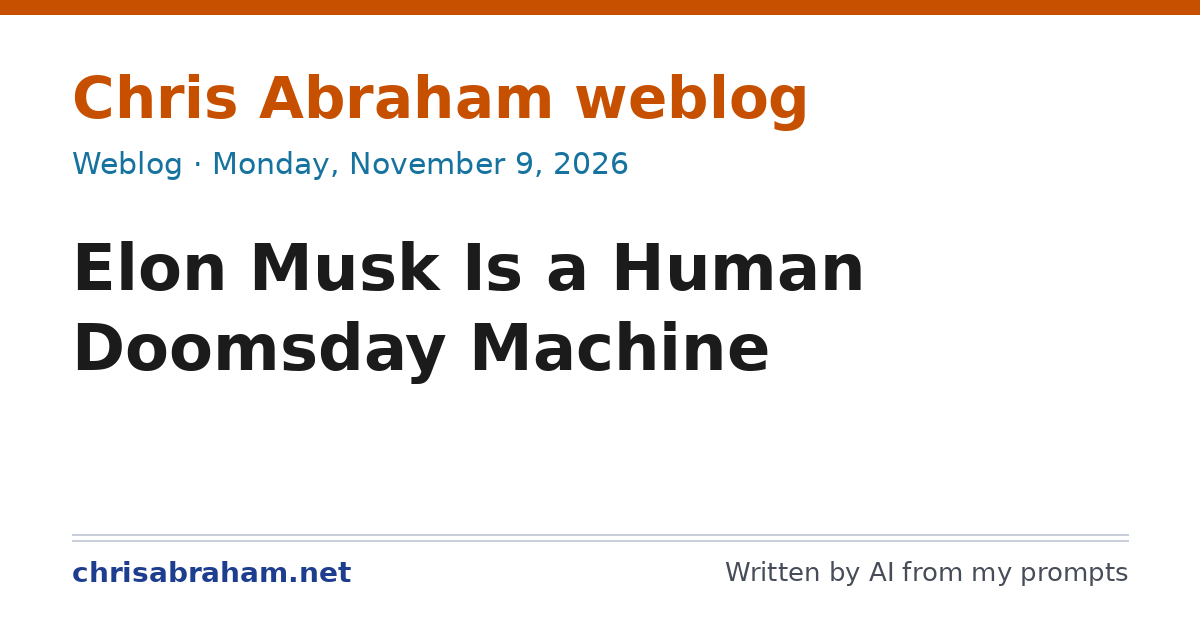 Chris Abraham weblog
Weblog · Monday, November 9, 2026
Elon Musk Is a Human
Doomsday Machine
chrisabraham.net
Written by AI from my prompts